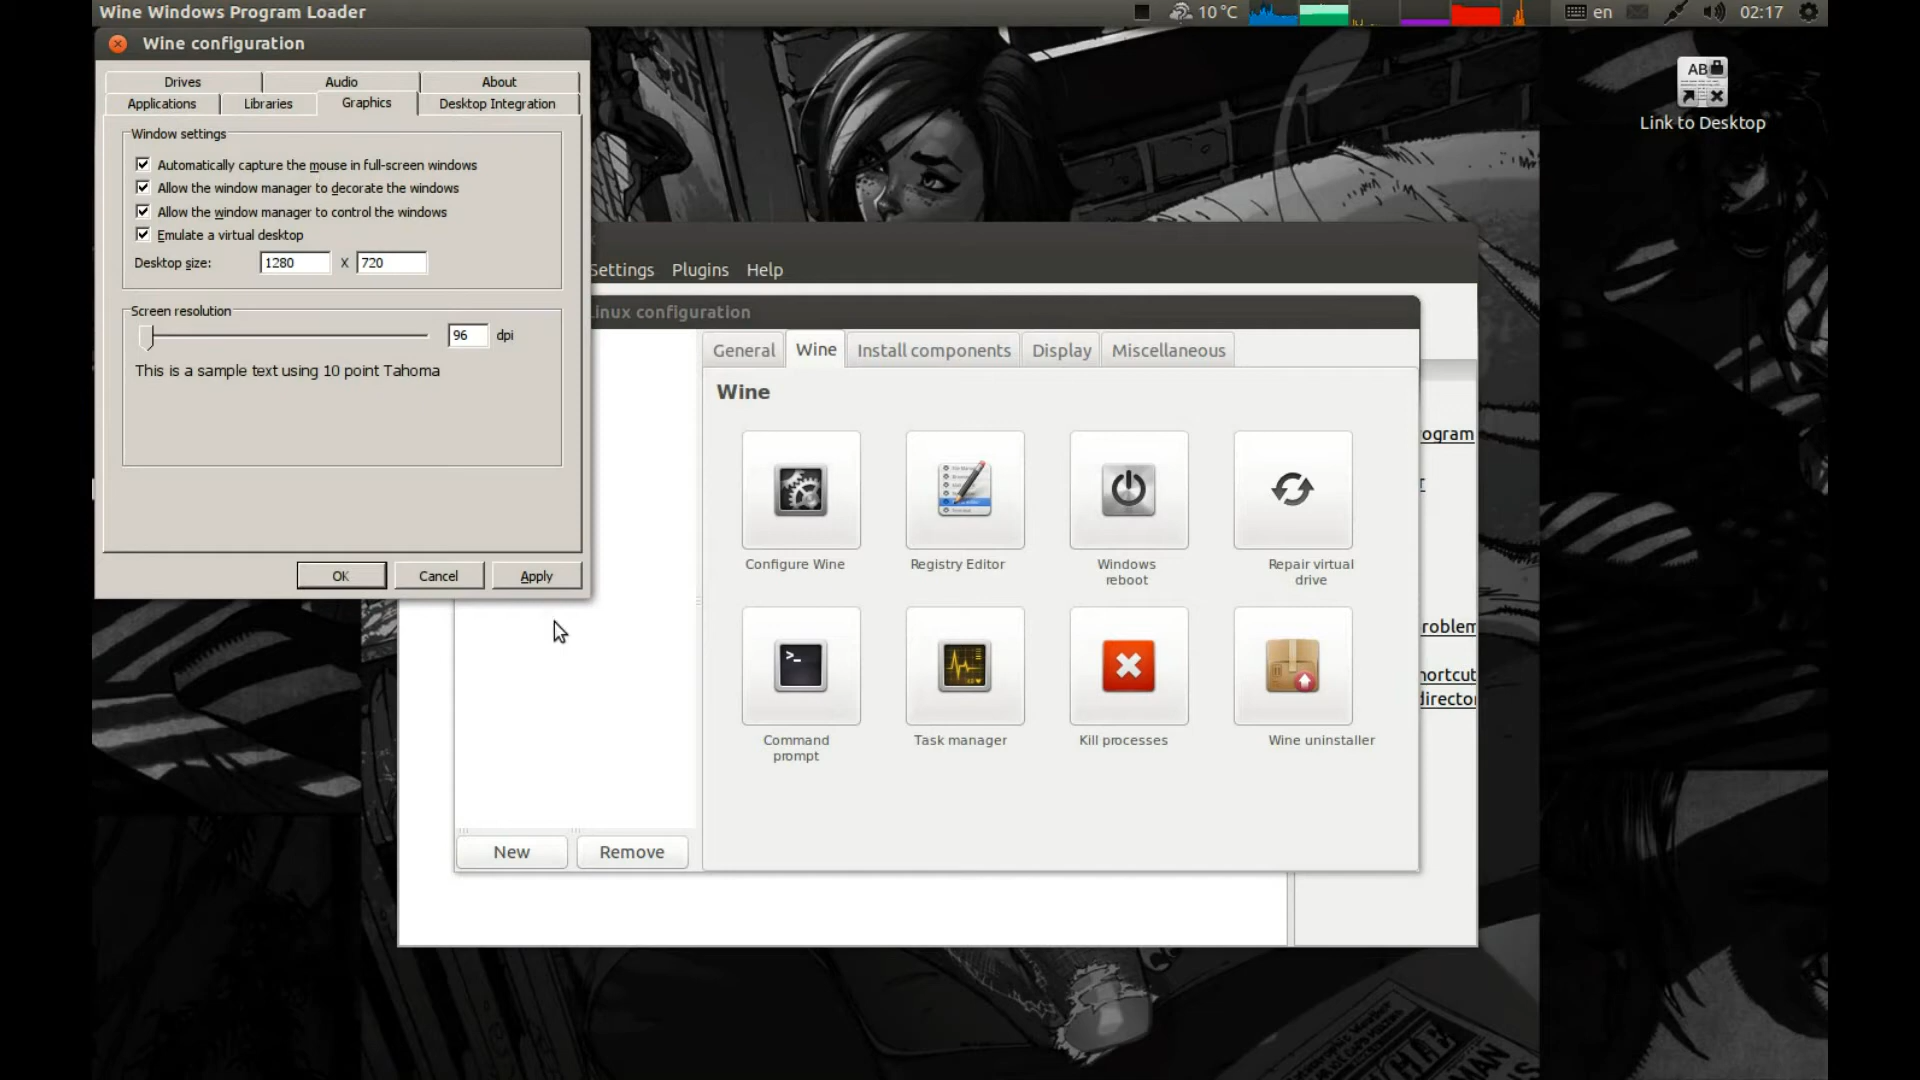 Wine Windows Program Loader
10 °C
en
02:17
Wine configuration
Drives
Audio
About
Applications
Libraries
Graphics
Desktop Integration
Window settings
Automatically capture the mouse in full-screen windows
Allow the window manager to decorate the windows
Allow the window manager to control the windows
Emulate a virtual desktop
Desktop size:
1280
X
720
Screen resolution
96
dpi
This is a sample text using 10 point Tahoma
OK
Cancel
Apply
Link to Desktop
Settings
Plugins
Help
Linux configuration
General
Wine
Install components
Display
Miscellaneous
Wine
Configure Wine
Registry Editor
Windows
reboot
Repair virtual
drive
Command
prompt
Task manager
Kill processes
Wine uninstaller
New
Remove
ogram
r
roblem
hortcut
directo